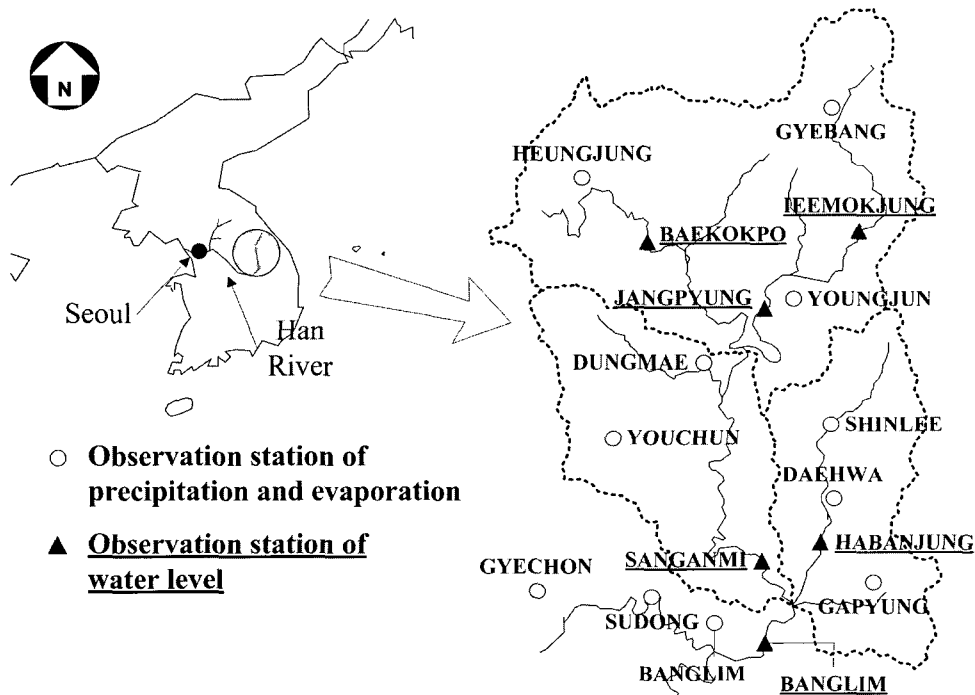 N
Seoul
Han
River
Observation station of
precipitation and evaporation
Observation station of
water level
GYEBANG
HEUNGJUNG
IEEMOKJUNG
BAEKOKPO
JANGPYUNG
YOUNGJUN
DUNGMAE
YOUCHUN
SHINLEE
DAEHWA
HABANJUNG
SANGANMI
GYECHON
GAPYUNG
SUDONG
BANGLIM
BANGLIM